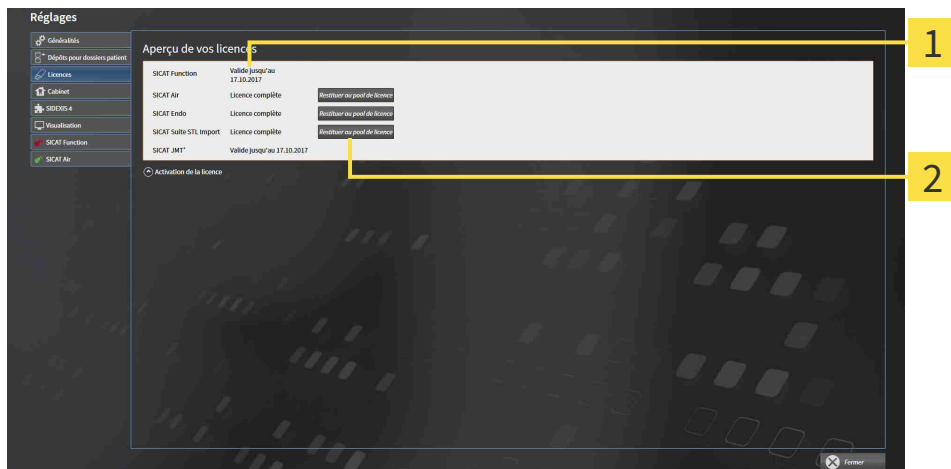 Réglages
Généralités
Dépôts pour dossiers patient
Licences
Cabinet
SIDEXIS 4
Visualisation
SICAT Function
SICAT Air
Aperçu de vos licences
SICAT Function Valide jusqu'au 17.10.2017
SICAT Air Licence complète Restituer au pool de licence
SICAT Endo Licence complète Restituer au pool de licence
SICAT Suite STL Import Licence complète Restituer au pool de licence
SICAT JMT+ Valide jusqu'au 17.10.2017
Activation de la licence
1
2
Fermer